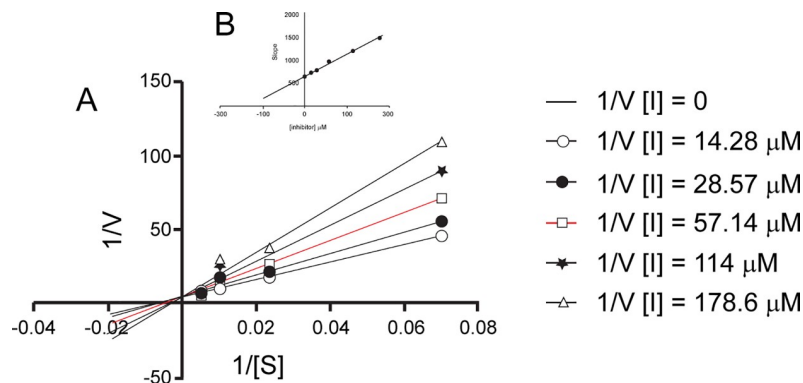 B
2000
1500
1000
500
Slope
-300 -100 0 100 300
[inhibitor] μM
A
150
100
50
-50
1/V
-0.04 -0.02 0.02 0.04 0.06 0.08
1/[S]
1/V [I] = 0
1/V [I] = 14.28 μM
1/V [I] = 28.57 μM
1/V [I] = 57.14 μM
1/V [I] = 114 μM
1/V [I] = 178.6 μM